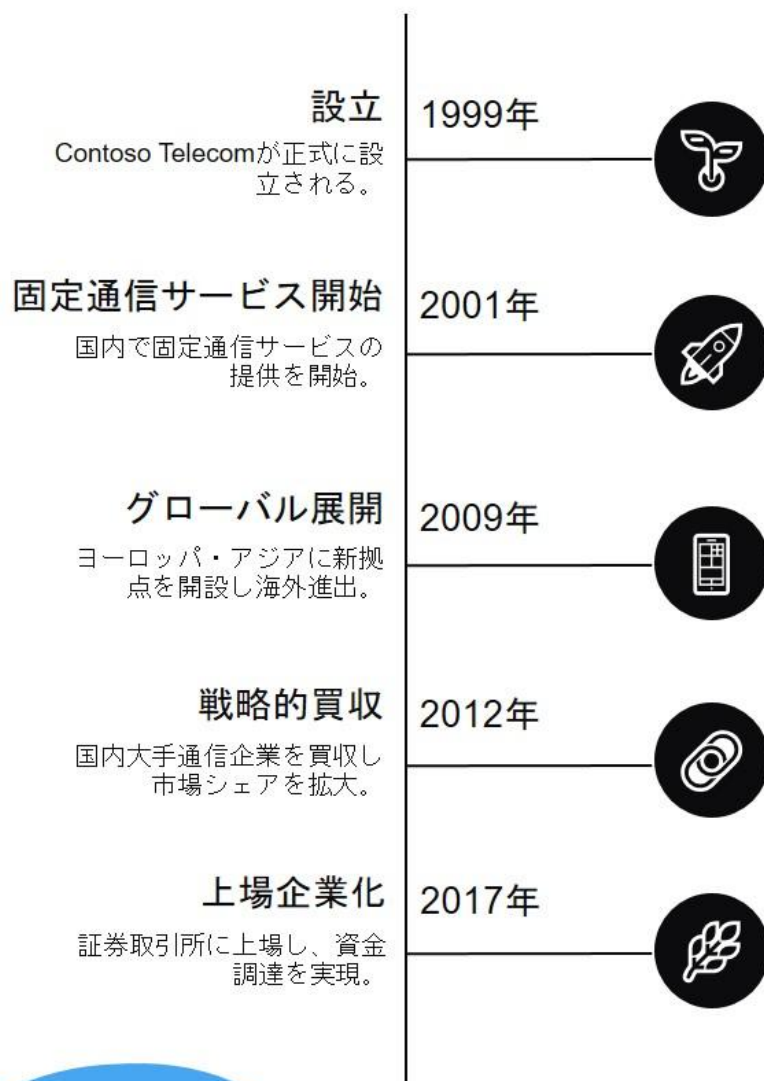 設立
1999年
Contoso Telecomが正式に設
立される。
固定通信サービス開始
2001年
国内で固定通信サービスの
提供を開始。
グローバル展開
2009年
ヨーロッパ・アジアに新拠
点を開設し海外進出。
戦略的買収
2012年
国内大手通信企業を買収し
市場シェアを拡大。
上場企業化
2017年
証券取引所に上場し、資金
調達を実現。